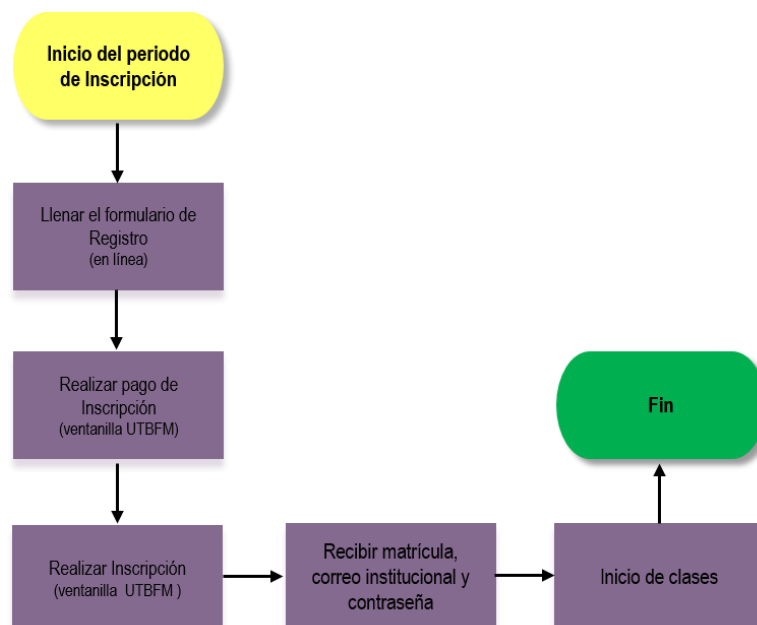 Inicio del periodo
de Inscripción
Llenar el formulario de
Registro
(en línea)
Realizar pago de
Inscripción
(ventanilla UTBFM)
Realizar Inscripción
(ventanilla UTBFM )
Recibir matrícula,
correo institucional y
contraseña
Inicio de clases
Fin